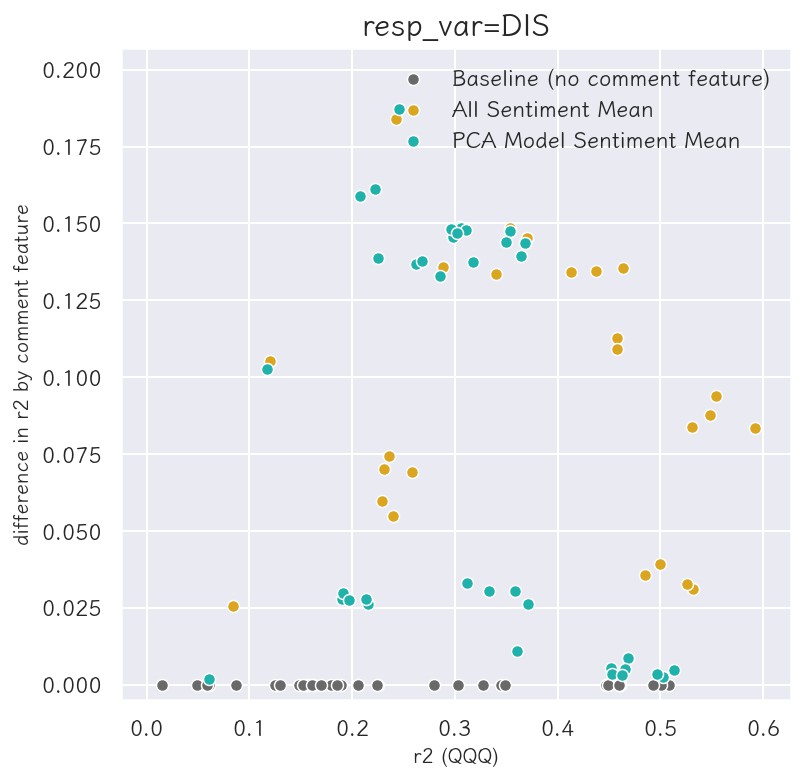 resp_var=DIS
Baseline (no comment feature)
All Sentiment Mean
PCA Model Sentiment Mean
difference in r2 by comment feature
0.200
0.175
0.150
0.125
0.100
0.075
0.050
0.025
0.000
0.0 0.1 0.2 0.3 0.4 0.5 0.6
r2 (QQQ)